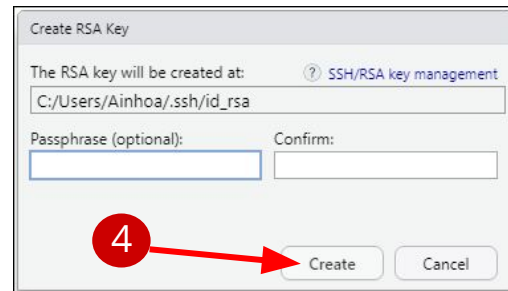 Create RSA Key
The RSA key will be created at:
? SSH/RSA key management
C:/Users/Ainhoa/.ssh/id_rsa
Passphrase (optional):
Confirm:
4
Create
Cancel